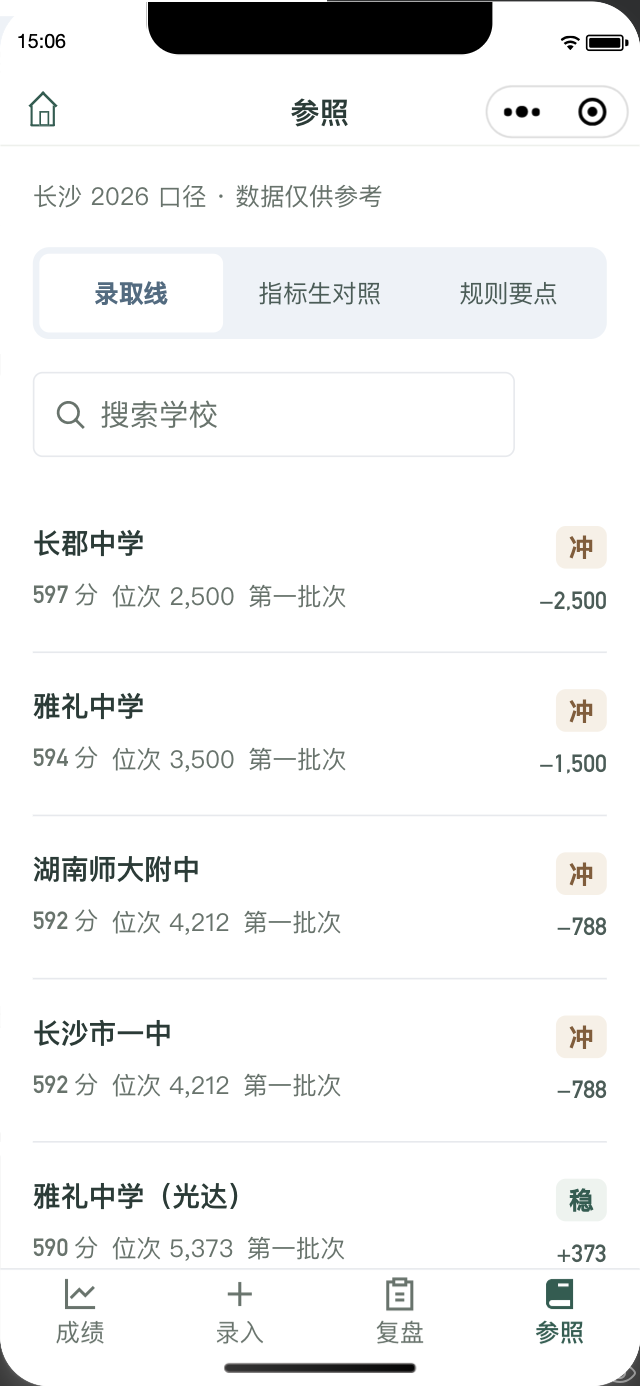 15:06
参照
长沙 2026 口径 · 数据仅供参考
录取线 指标生对照 规则要点
搜索学校
长郡中学 冲
597 分 位次 2,500 第一批次 −2,500
雅礼中学 冲
594 分 位次 3,500 第一批次 −1,500
湖南师大附中 冲
592 分 位次 4,212 第一批次 −788
长沙市一中 冲
592 分 位次 4,212 第一批次 −788
雅礼中学（光达） 稳
590 分 位次 5,373 第一批次 +373
成绩 录入 复盘 参照